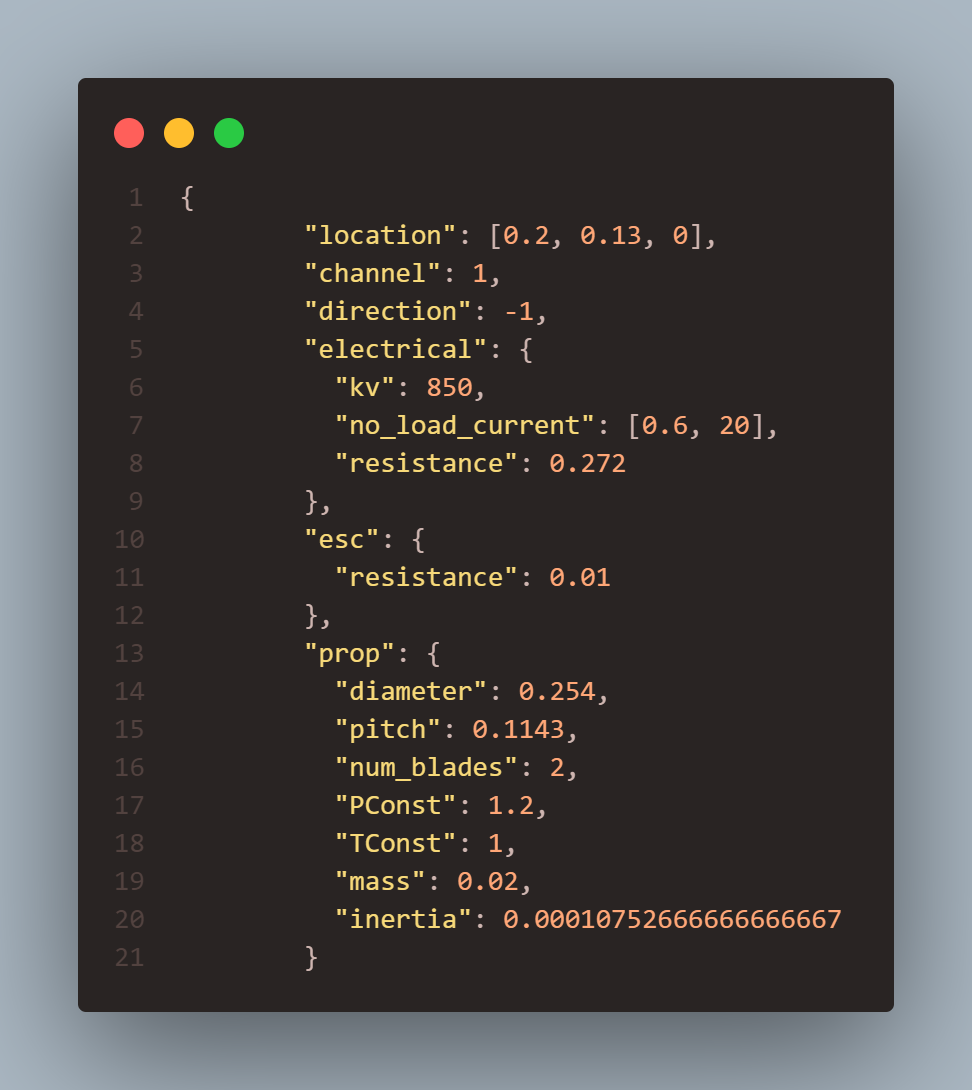 1 {
2 "location": [0.2, 0.13, 0],
3 "channel": 1,
4 "direction": -1,
5 "electrical": {
6 "kv": 850,
7 "no_load_current": [0.6, 20],
8 "resistance": 0.272
9 },
10 "esc": {
11 "resistance": 0.01
12 },
13 "prop": {
14 "diameter": 0.254,
15 "pitch": 0.1143,
16 "num_blades": 2,
17 "PConst": 1.2,
18 "TConst": 1,
19 "mass": 0.02,
20 "inertia": 0.00010752666666666667
21 }